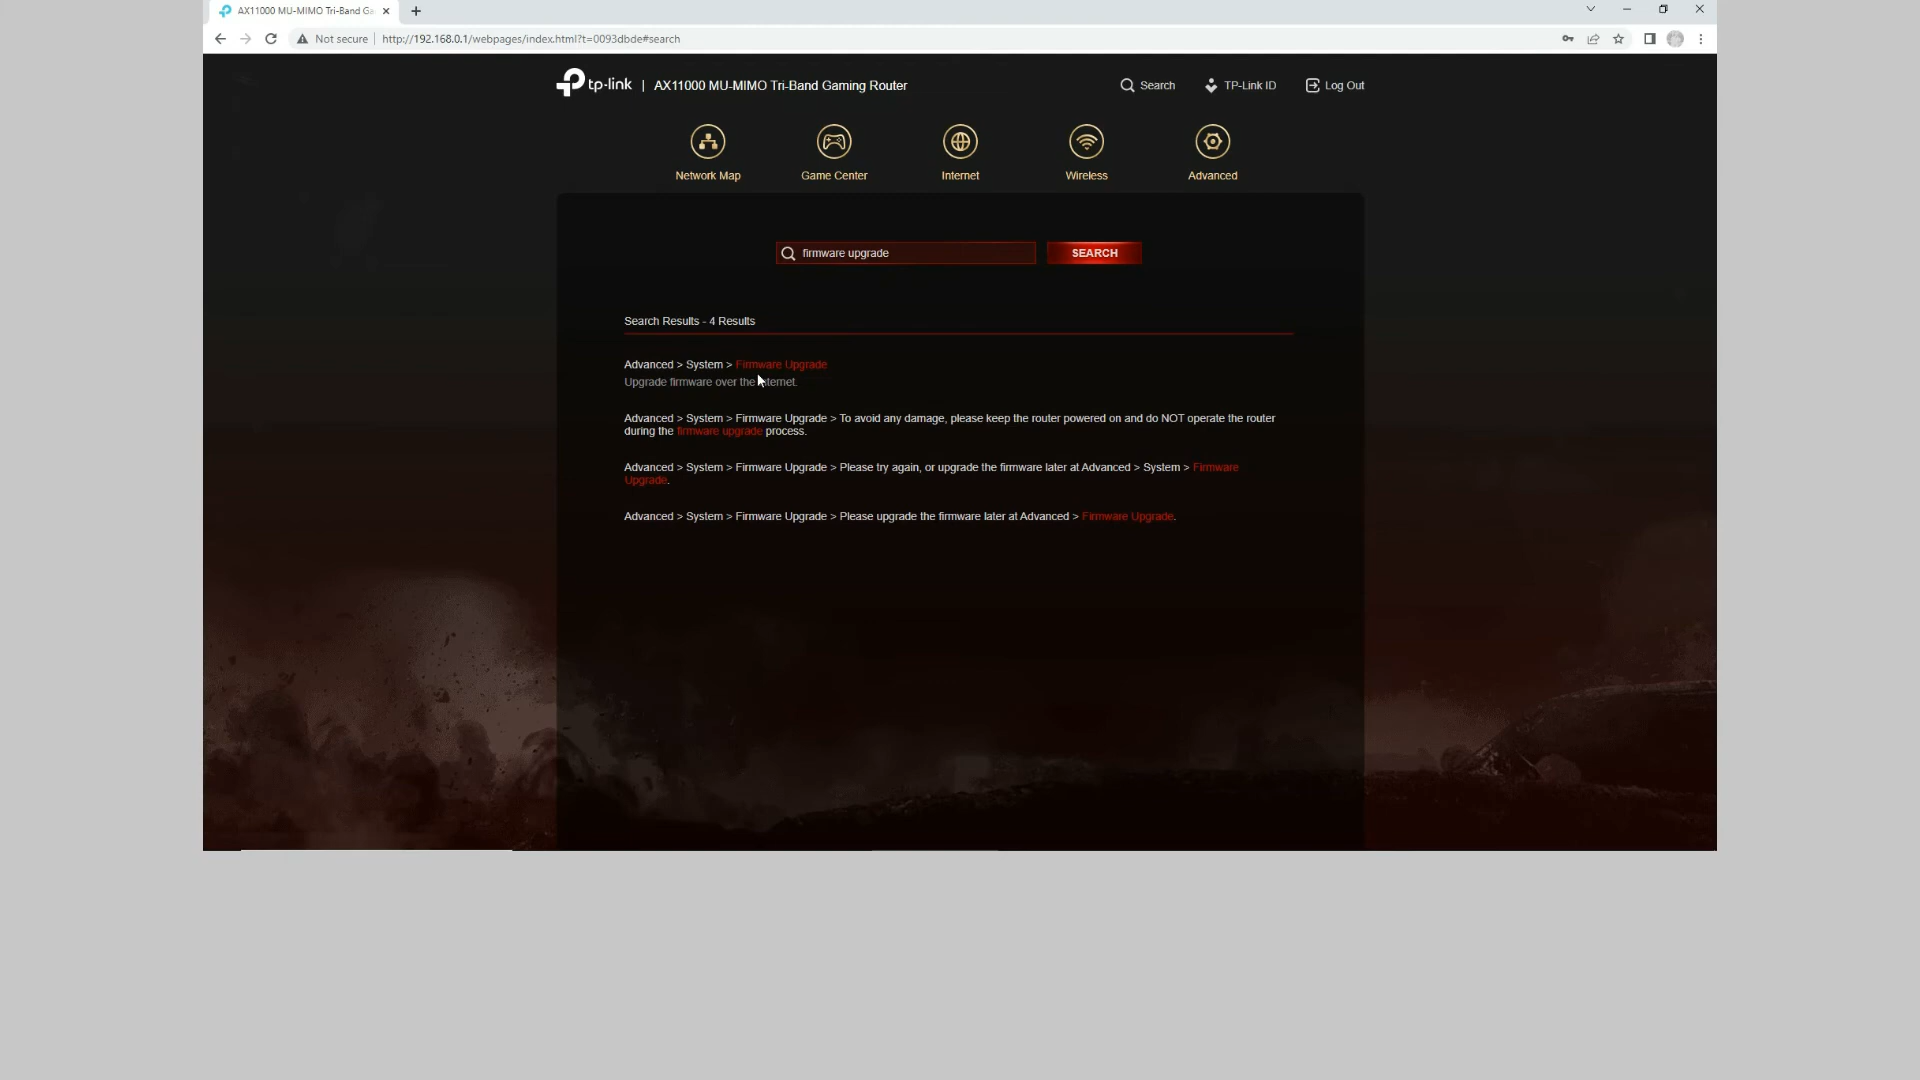 AX11000 MU-MIMO Tri-Band Ga
Not secure
http://192.168.0.1/webpages/index.html?t=0093dbde#search
tp-link | AX11000 MU-MIMO Tri-Band Gaming Router
Search
TP-Link ID
Log Out
Network Map
Game Center
Internet
Wireless
Advanced
firmware upgrade
SEARCH
Search Results - 4 Results
Advanced > System > Firmware Upgrade
Upgrade firmware over the
Advanced > System > Firmware Upgrade > To avoid any damage, please keep the router powered on and do NOT operate the router
during the firmware upgrade process.
Advanced > System > Firmware Upgrade > Please try again, or upgrade the firmware later at Advanced > System > Firmware
Upgrade.
Advanced > System > Firmware Upgrade > Please upgrade the firmware later at Advanced > Firmware Upgrade.